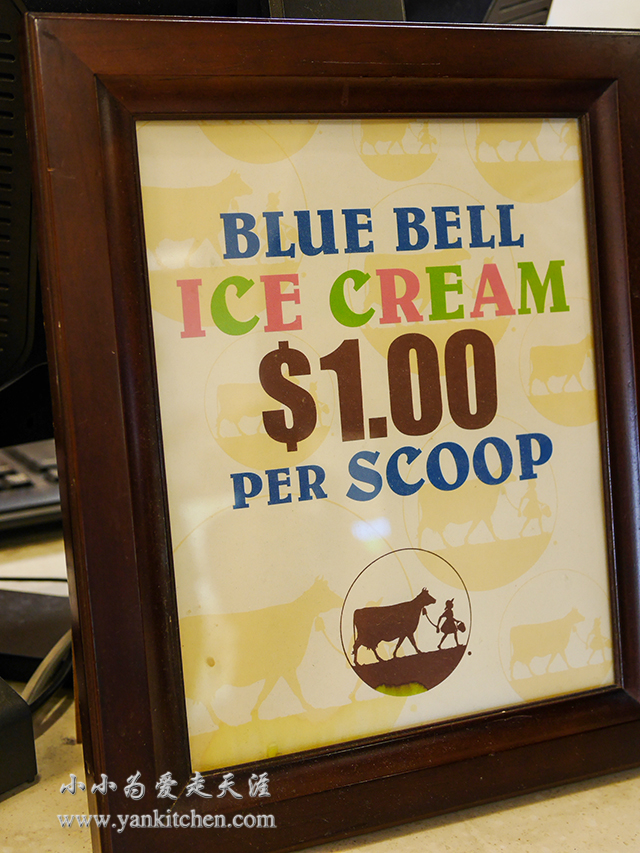 BLUE BELL
ICE CREAM
$1.00
PER SCOOP
小小为爱走天涯
www.yankitchen.com